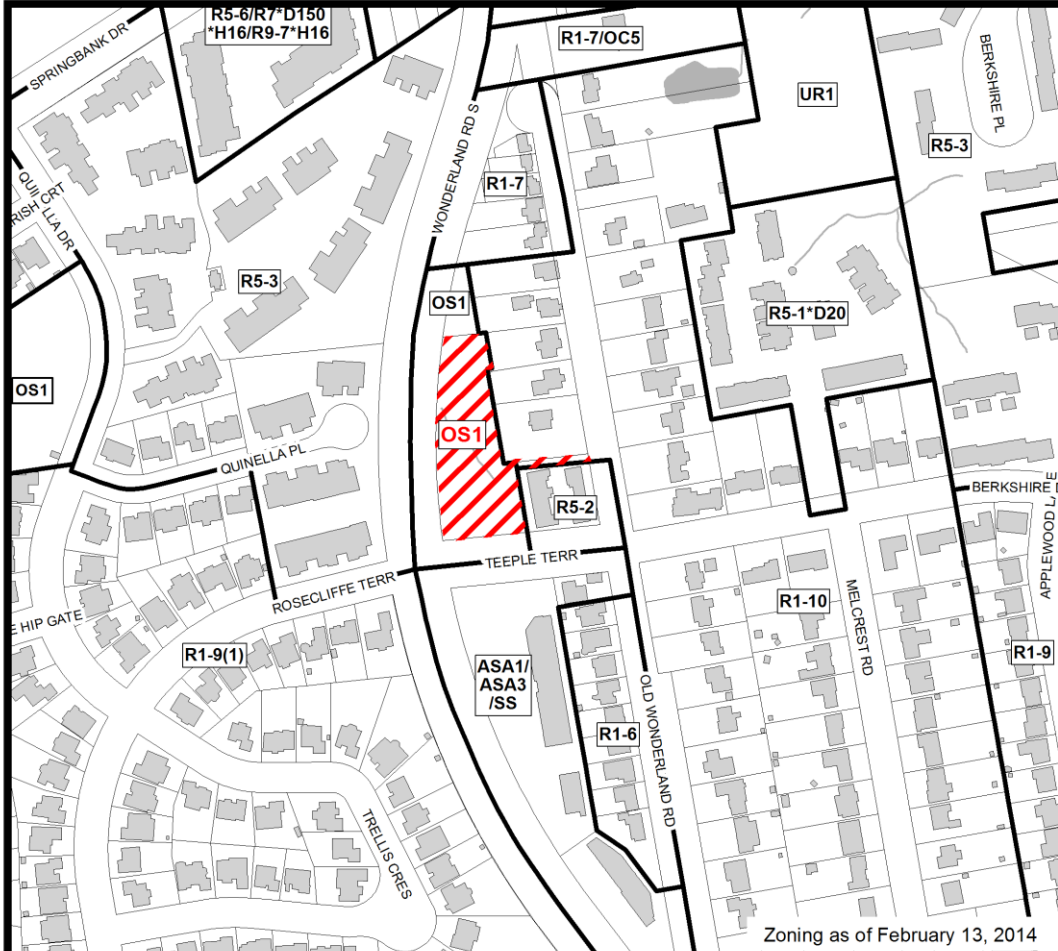 R5-6/R7*D150
*H16/R9-7*H16
SPRINGBANK DR
R1-7/OC5
BERKSHIRE PL
UR1
R5-3
WONDERLAND RD S
R1-7
QUINELLA DR
IRISH CRT
R5-3
OS1
R5-1*D20
OS1
OS1
QUINELLA PL
R5-2
BERKSHIRE
APPLEWOOD
TEEPLE TERR
ROSECLIFFE TERR
HIP GATE
R1-9(1)
R1-10
MELCREST RD
R1-9
ASA1/
ASA3
/SS
OLD WONDERLAND RD
R1-6
TRELLIS CRES
Zoning as of February 13, 2014